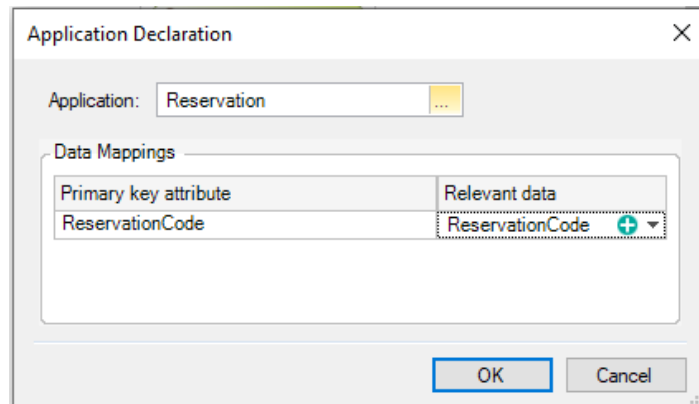 Application Declaration
Application: Reservation ...
Data Mappings
Primary key attribute Relevant data
ReservationCode ReservationCode
OK Cancel